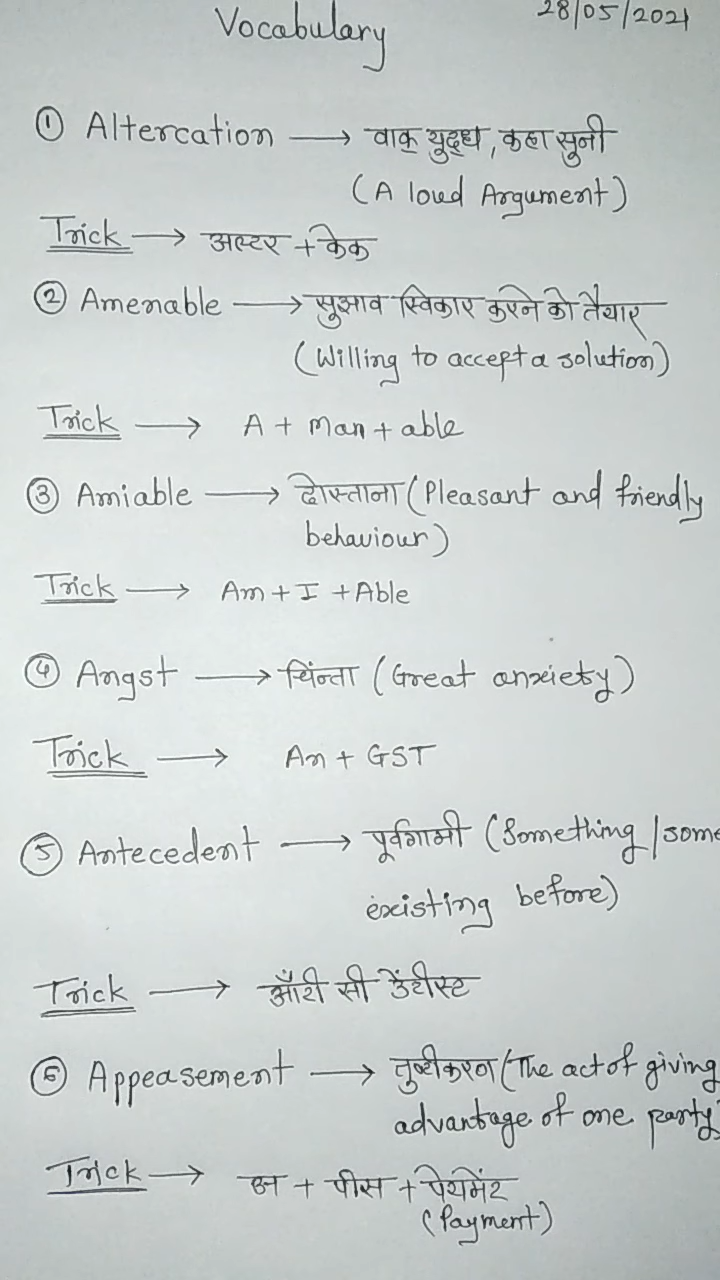 Vocabulary 28/05/2021
① Altercation → वाक् युद्ध, कहा सुनी
(A loud Argument)
Trick → अल्टर + केक
② Amenable → सुझाव स्विकार करने को तैयार
(Willing to accept a solution)
Trick → A + man + able
③ Amiable → दोस्ताना (Pleasant and friendly
behaviour)
Trick → Am + I + Able
④ Angst → चिंन्ता (Great anxiety)
Trick → An + GST
⑤ Antecedent → पूर्वगामी (Something / some
existing before)
Trick → आँटी सी डेंटीस्ट
⑥ Appeasement → तुष्टीकरण (The act of giving
advantage of one party
Trick → अ + पीस + पेयमेंट
(Payment)